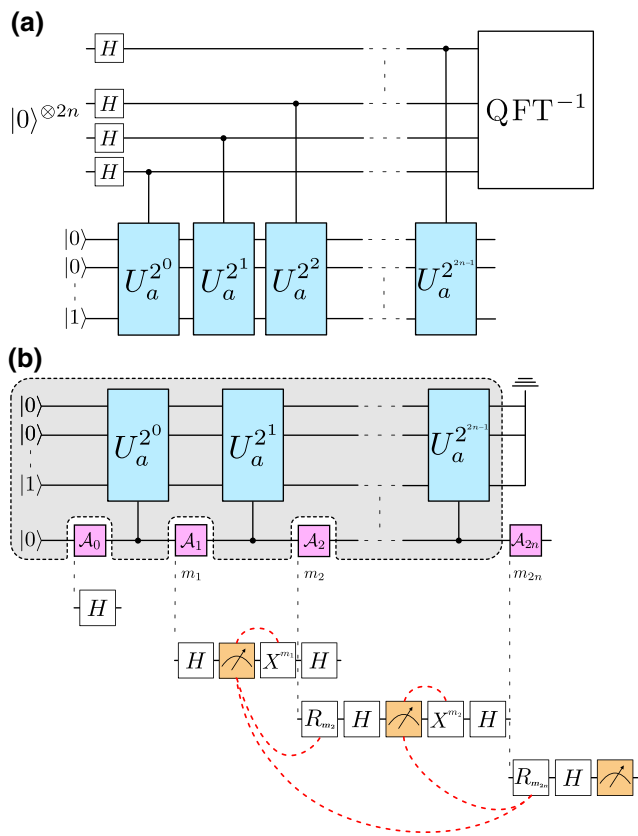 (a)
H
|0⟩^{⊗2n} H
H
H
QFT^{-1}
|0⟩
|0⟩
|1⟩
U_a^{2^0} U_a^{2^1} U_a^{2^2} U_a^{2^{2n-1}}
(b)
|0⟩
|0⟩
|1⟩
U_a^{2^0} U_a^{2^1} U_a^{2^{2n-1}}
|0⟩ 𝒜_0 𝒜_1 𝒜_2 𝒜_{2n}
m_1 m_2 m_{2n}
H
H X^{m_1} H
R_{m_2} H X^{m_2} H
R_{m_{2n}} H